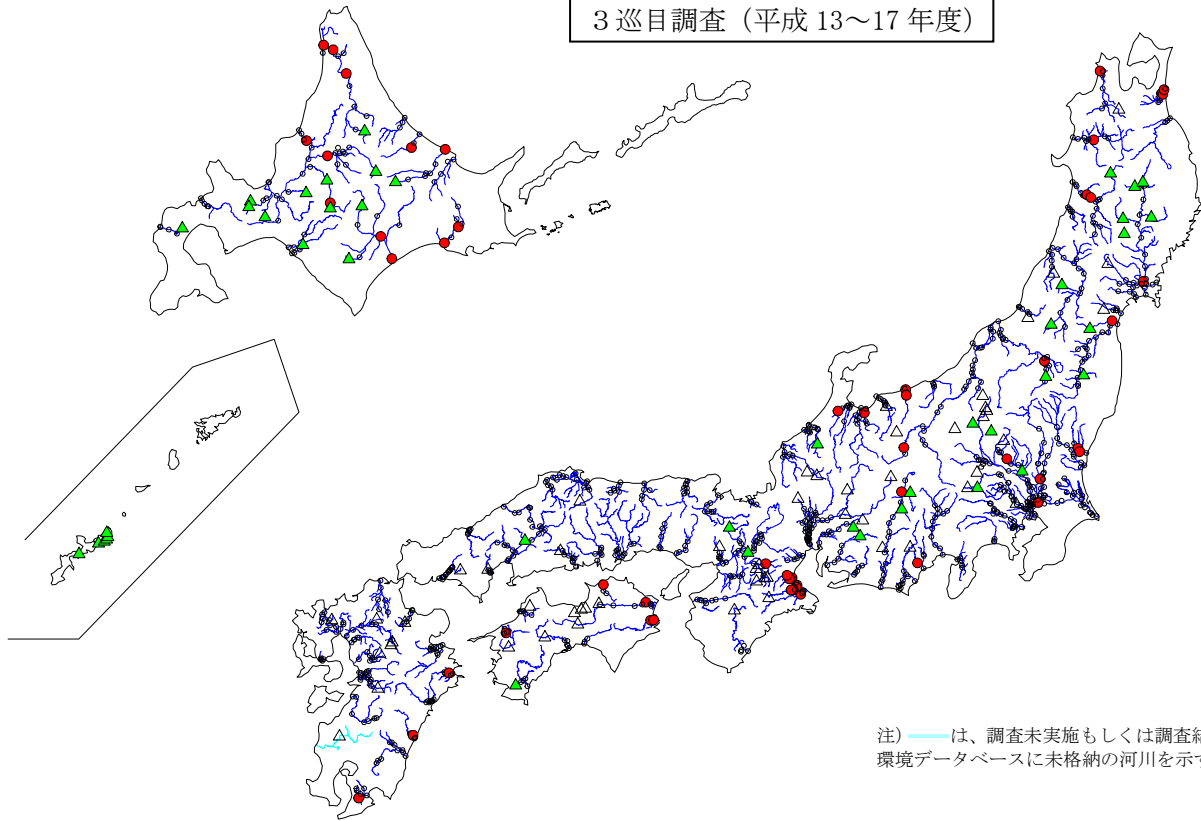 3巡目調査（平成 13～17 年度）
注) は、調査未実施もしくは調査結
環境データベースに未格納の河川を示す